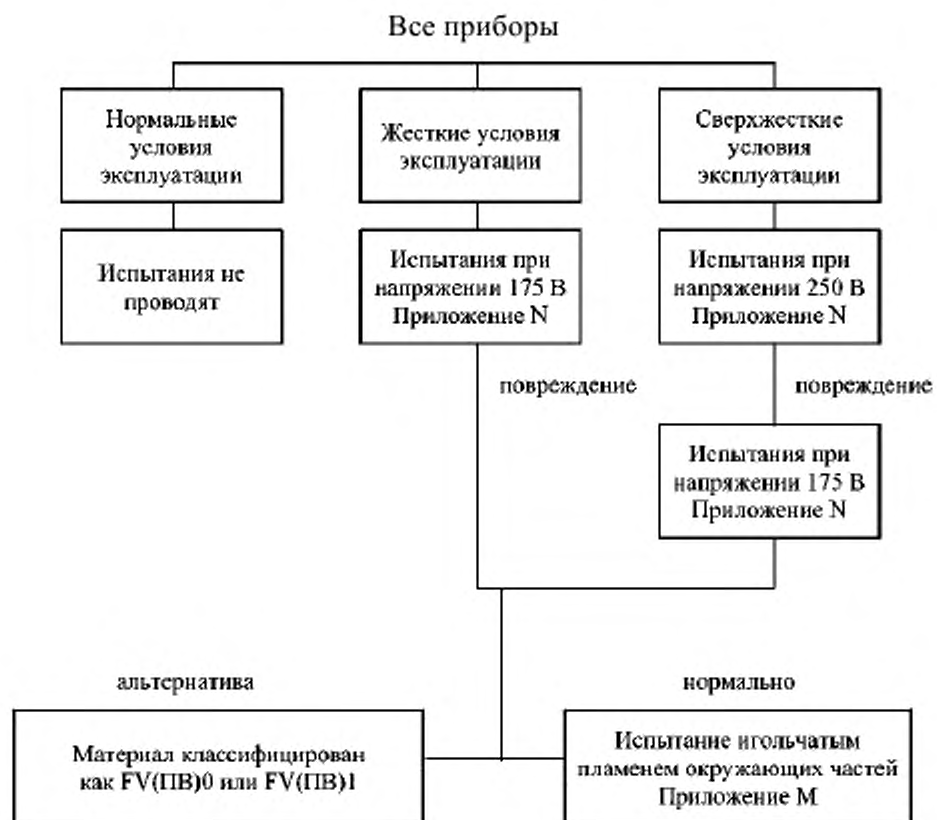 Все приборы
Нормальные
условия
эксплуатации
Жесткие условия
эксплуатации
Сверхжесткие
условия
эксплуатации
Испытания не
проводят
Испытания при
напряжении 175 В
Приложение N
Испытания при
напряжении 250 В
Приложение N
повреждение
повреждение
Испытания при
напряжении 175 В
Приложение N
альтернатива
нормально
Материал классифицирован
как FV(ПВ)0 или FV(ПВ)1
Испытание игольчатым
пламенем окружающих частей
Приложение М